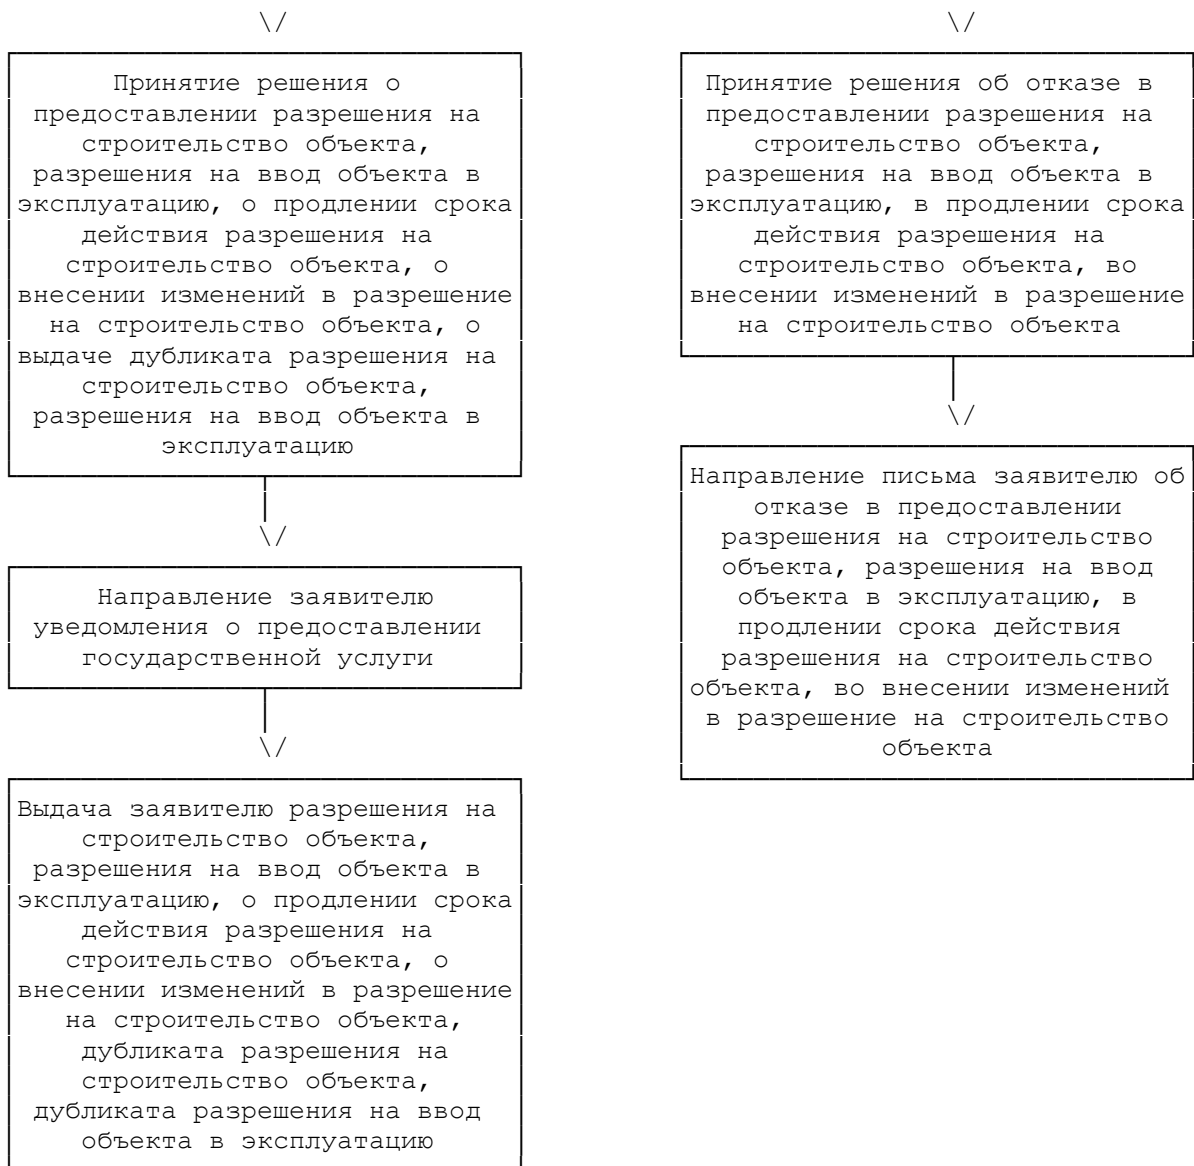 Принятие решения о
предоставлении разрешения на
строительство объекта,
разрешения на ввод объекта в
эксплуатацию, о продлении срока
действия разрешения на
строительство объекта, о
внесении изменений в разрешение
на строительство объекта, о
выдаче дубликата разрешения на
строительство объекта,
разрешения на ввод объекта в
эксплуатацию
Направление заявителю
уведомления о предоставлении
государственной услуги
Выдача заявителю разрешения на
строительство объекта,
разрешения на ввод объекта в
эксплуатацию, о продлении срока
действия разрешения на
строительство объекта, о
внесении изменений в разрешение
на строительство объекта,
дубликата разрешения на
строительство объекта,
дубликата разрешения на ввод
объекта в эксплуатацию
Принятие решения об отказе в
предоставлении разрешения на
строительство объекта,
разрешения на ввод объекта в
эксплуатацию, в продлении срока
действия разрешения на
строительство объекта, во
внесении изменений в разрешение
на строительство объекта
Направление письма заявителю об
отказе в предоставлении
разрешения на строительство
объекта, разрешения на ввод
объекта в эксплуатацию, в
продлении срока действия
разрешения на строительство
объекта, во внесении изменений
в разрешение на строительство
объекта